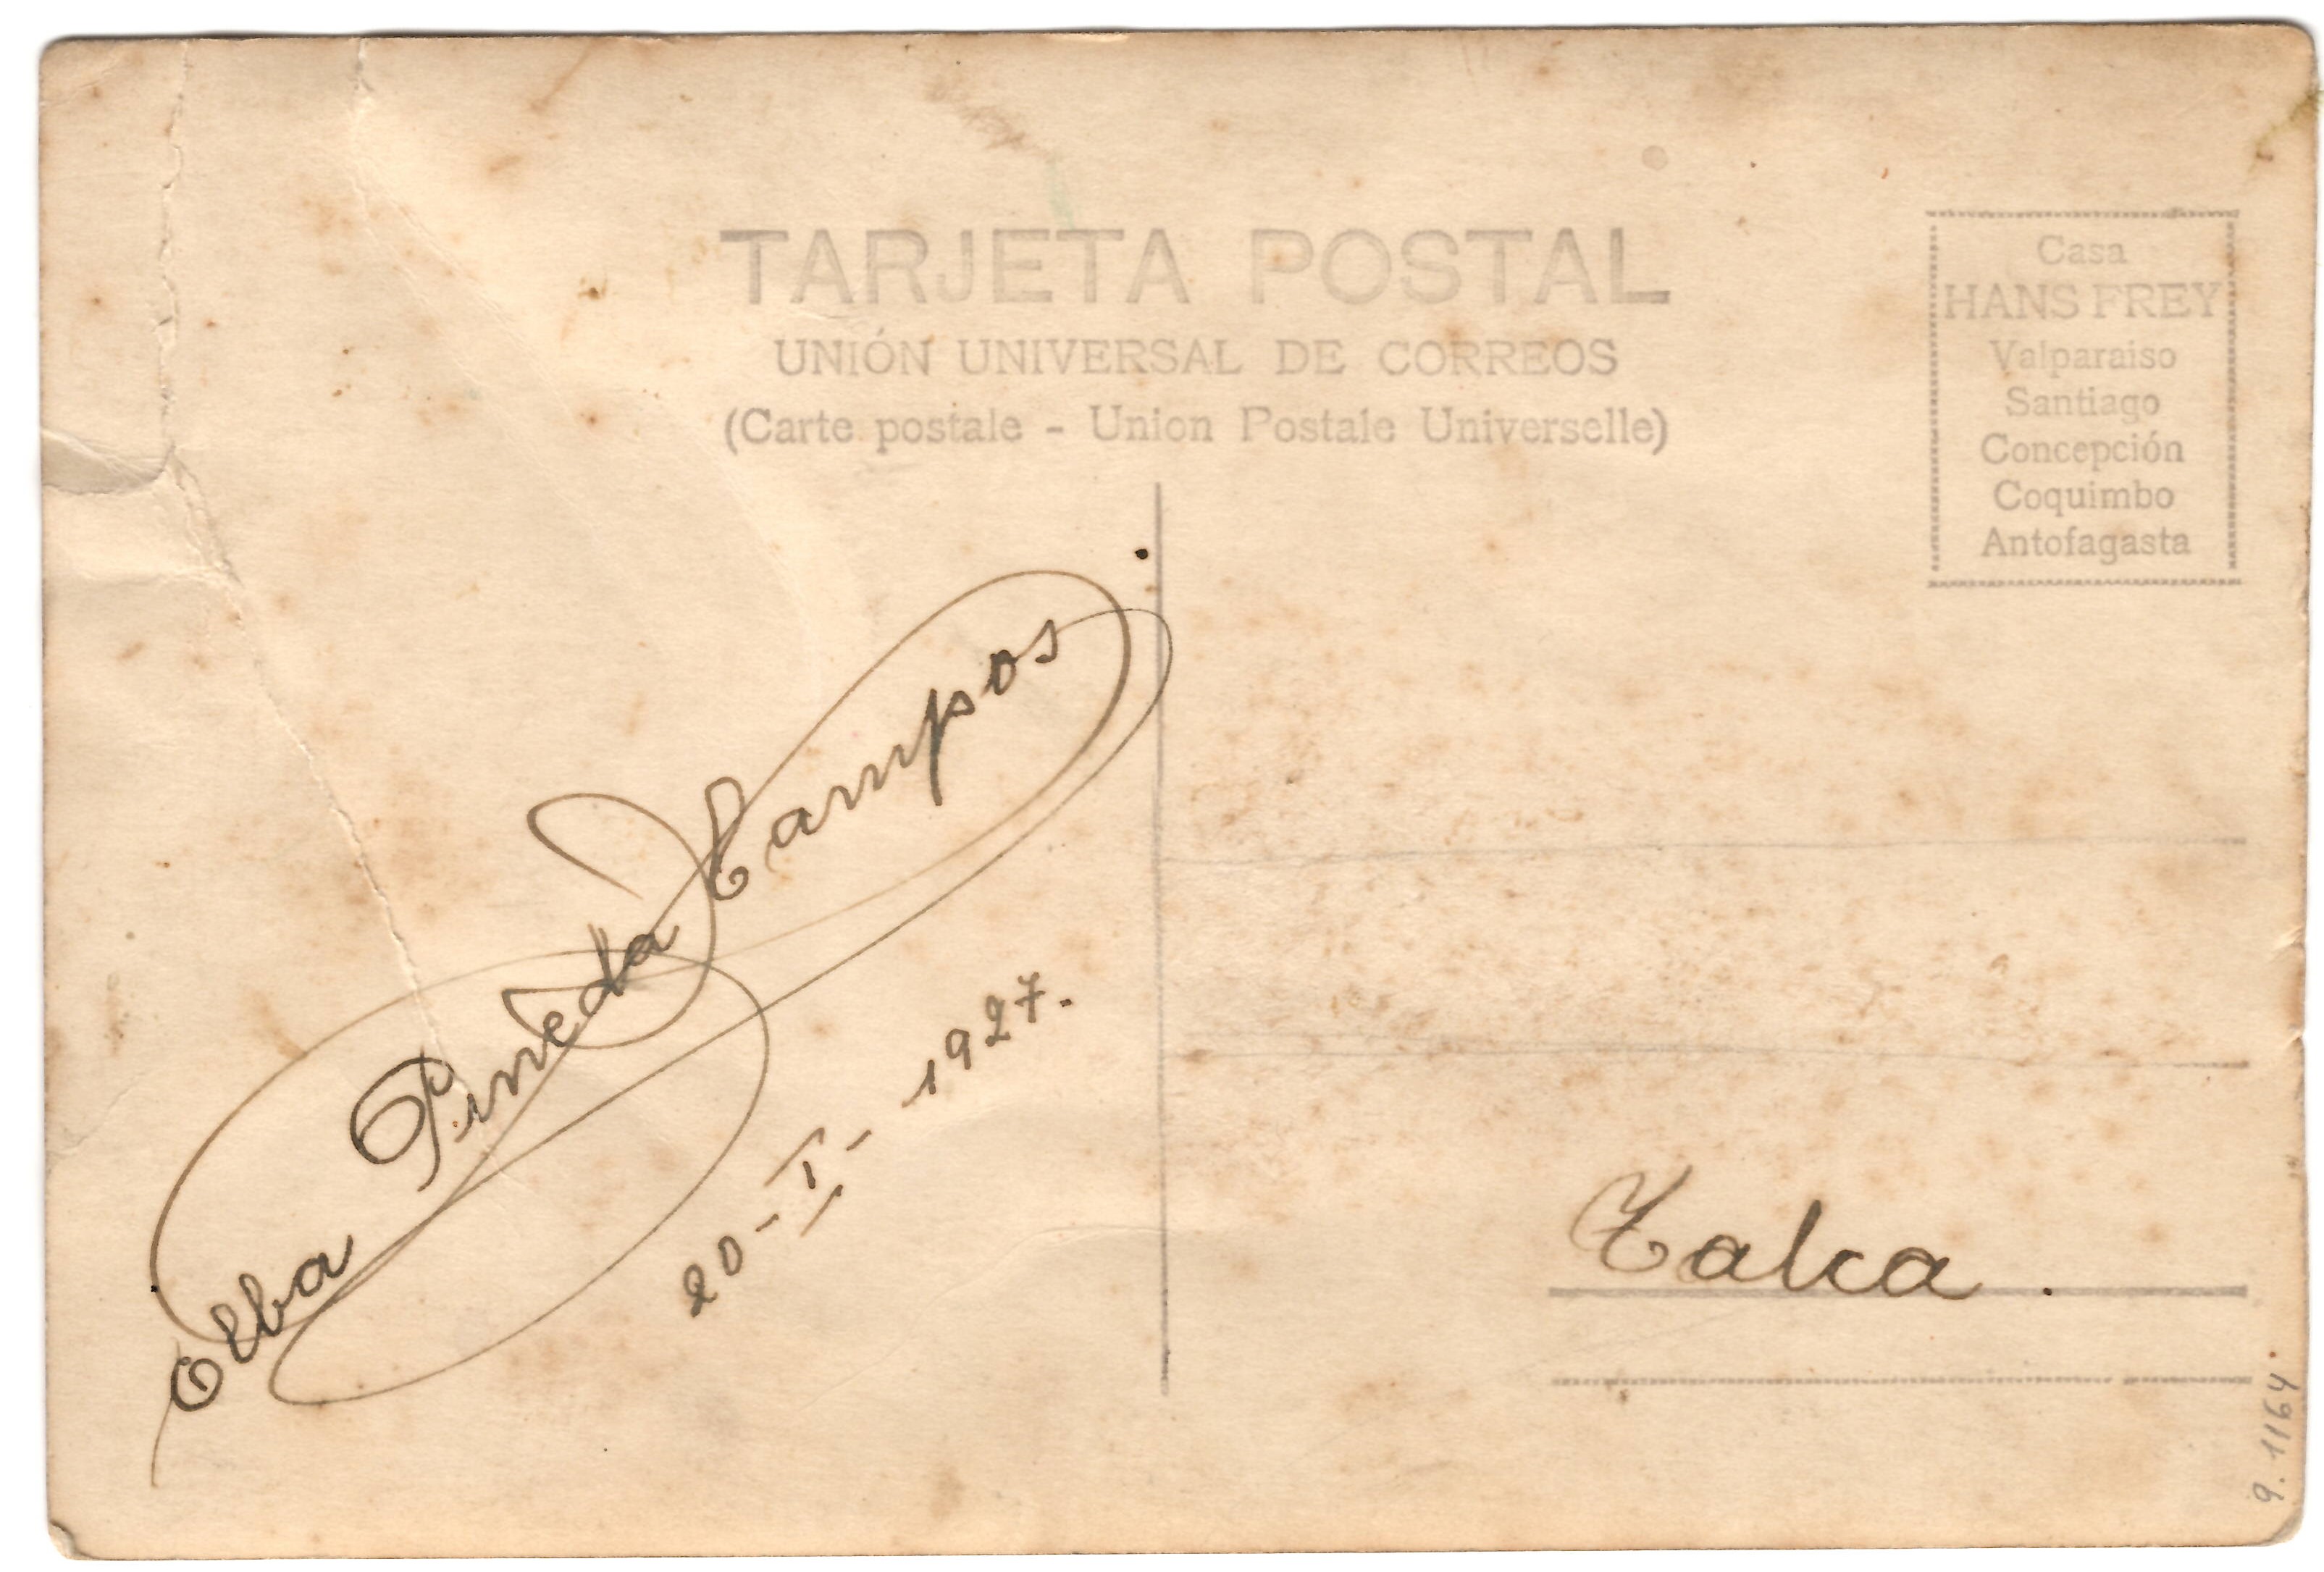 TARJETA POSTAL
UNIÓN UNIVERSAL DE CORREOS
(Carte postale - Union Postale Universelle)
Casa
HANS FREY
Valparaiso
Santiago
Concepción
Coquimbo
Antofagasta
Olba Pineda Campos.
20-I-1927.
Talca.
9.1164